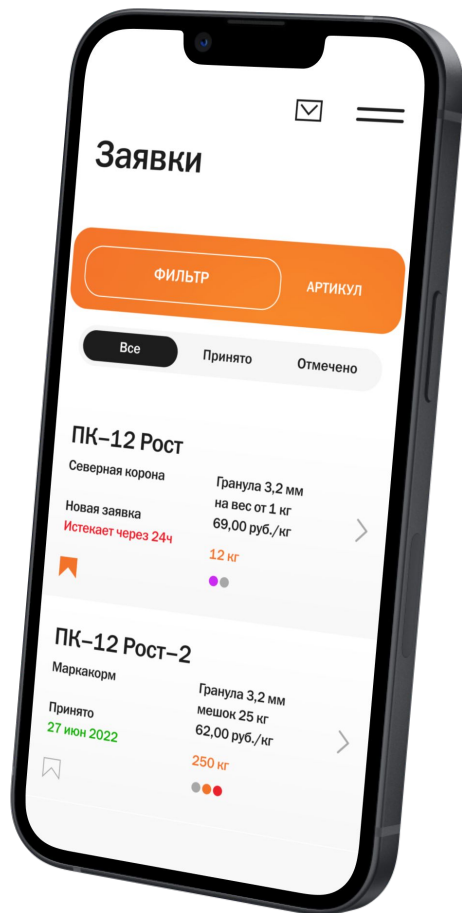 Заявки
ФИЛЬТР
АРТИКУЛ
Все
Принято
Отмечено
ПК–12 Рост
Северная корона
Новая заявка
Истекает через 24ч
Гранула 3,2 мм
на вес от 1 кг
69,00 руб./кг
12 кг
ПК–12 Рост–2
Маркакорм
Принято
27 июн 2022
Гранула 3,2 мм
мешок 25 кг
62,00 руб./кг
250 кг